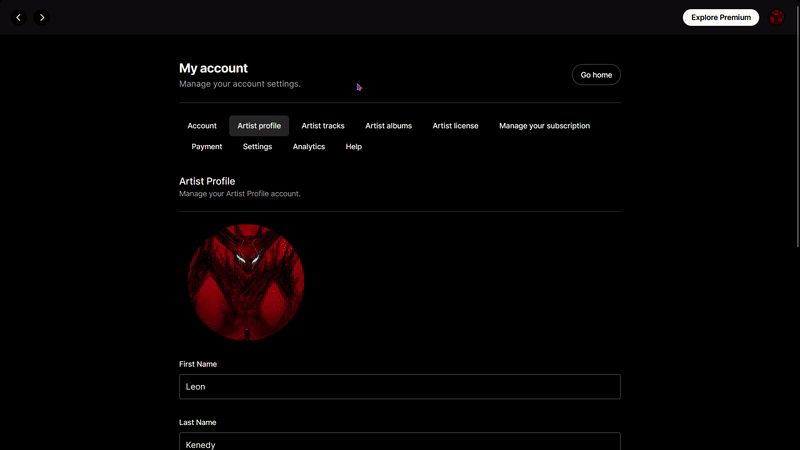 Explore Premium
My account
Manage your account settings.
Go home
Account Artist profile Artist tracks Artist albums Artist license Manage your subscription
Payment Settings Analytics Help
Artist Profile
Manage your Artist Profile account.
First Name
Leon
Last Name
Kenedy